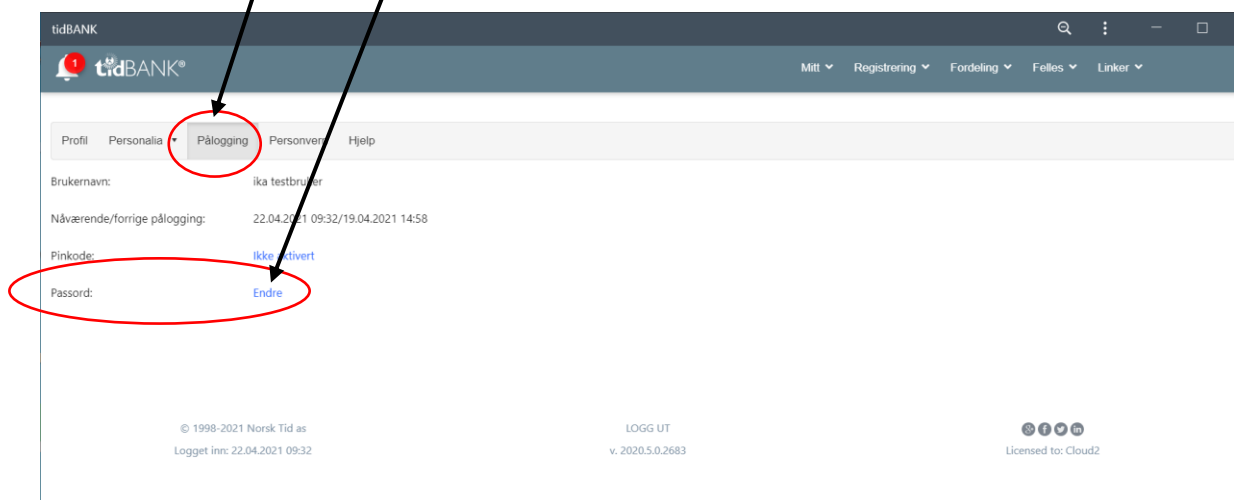 tidBANK
1
tidBANK®
Mitt Registrering Fordeling Felles Linker
Profil Personalia Pålogging Personvern Hjelp
Brukernavn: ika testbruker
Nåværende/forrige pålogging: 22.04.2021 09:32/19.04.2021 14:58
Pinkode: Ikke aktivert
Passord: Endre
© 1998-2021 Norsk Tid as LOGG UT
Logget inn: 22.04.2021 09:32 v. 2020.5.0.2683 Licensed to: Cloud2